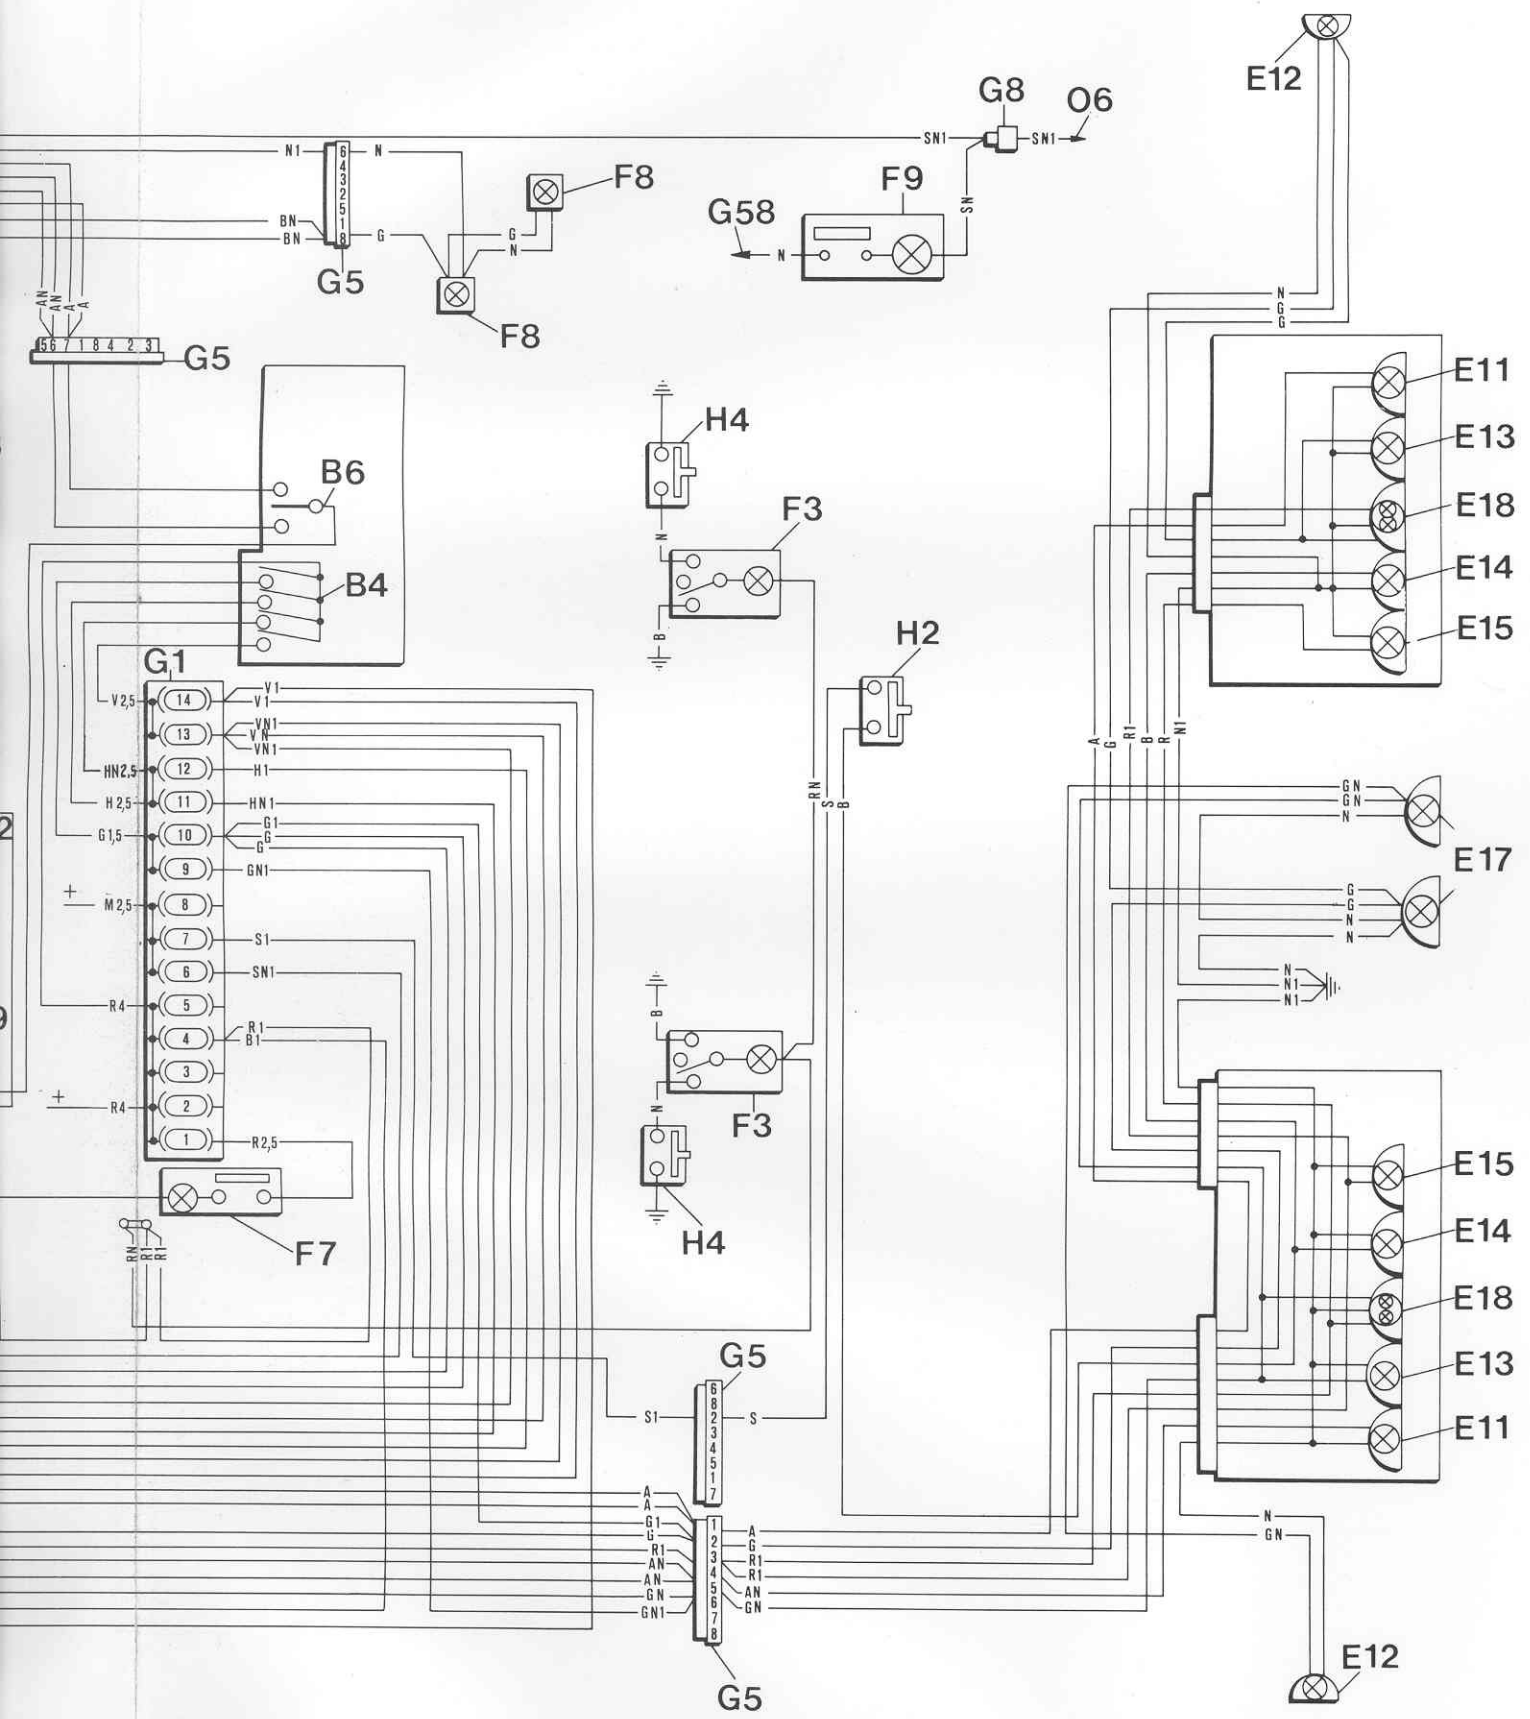 E12
G8
O6
SN1
SN1
N1
6
N
4
3
2
5
1
8
BN
BN
G
G5
F8
G
N
F8
F9
G58
N
SN
AN
AN
A
A
5 6 7 1 8 4 2 3
G5
N
G
G
E11
E13
E18
E14
E15
H4
N
F3
B
B6
B4
H2
G1
V2,5
14
V1
V1
13
VN1
VN
VN1
HN2,5
12
H1
H2,5
11
HN1
G1,5
10
G1
G
G
9
GN1
+
M2,5
8
7
S1
6
SN1
R4
5
4
R1
B1
3
+
R4
2
1
R2,5
F7
RN
R1
R1
2
9
RN
S
B
A
G
R1
B
R
N1
GN
GN
N
E17
G
G
N
N
N
N1
N1
B
F3
N
H4
E15
E14
E18
E13
E11
G5
6
8
S1
2
S
3
4
5
1
7
A
A
G1
G
R1
AN
AN
GN
GN1
1
2
3
4
5
6
7
8
A
G
R1
R1
AN
GN
G5
N
GN
E12